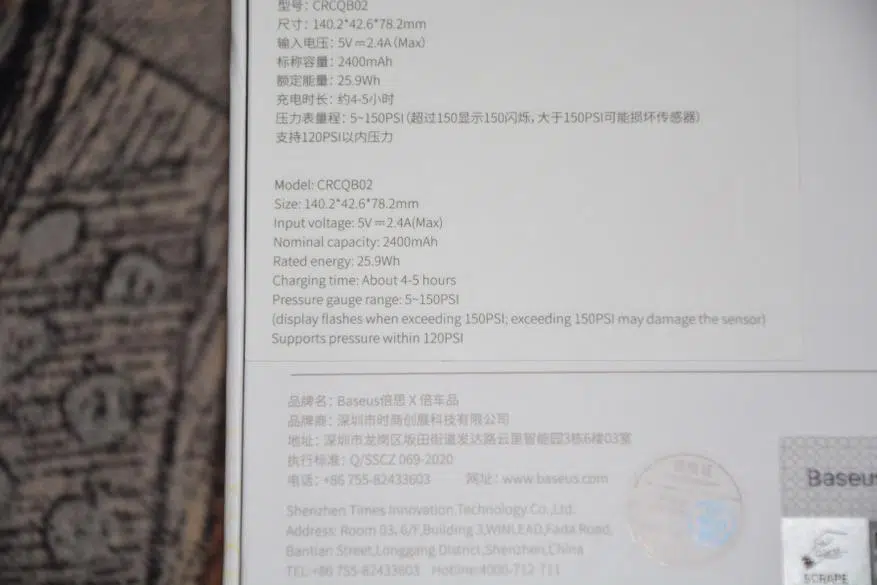 型号：CRCQB02
尺寸：140.2*42.6*78.2mm
输入电压：5V⎓2.4A(Max)
标称容量：2400mAh
额定能量：25.9Wh
充电时长：约4-5小时
压力表量程：5~150PSI（超过150显示150闪烁，大于150PSI可能损坏传感器）
支持120PSI以内压力
Model: CRCQB02
Size: 140.2*42.6*78.2mm
Input voltage: 5V⎓2.4A(Max)
Nominal capacity: 2400mAh
Rated energy: 25.9Wh
Charging time: About 4-5 hours
Pressure gauge range: 5~150PSI
(display flashes when exceeding 150PSI; exceeding 150PSI may damage the sensor)
Supports pressure within 120PSI
品牌名：Baseus倍思 X 倍车品
品牌商：深圳市时商创展科技有限公司
地址：深圳市龙岗区坂田街道发达路云里智能园3栋6楼03室
执行标准：Q/SSCZ 069-2020
电话：+86 755-82433603 网址：www.baseus.com
Shenzhen Times Innovation Technology Co.,Ltd.
Address: Room 03, 6/F,Building 3,WINLEAD,Fada Road,
Bantian Street,Longgang District,Shenzhen,China
TEL:+86 755-82433603 Hotline:4000-712-711
Baseus
SCRAPE